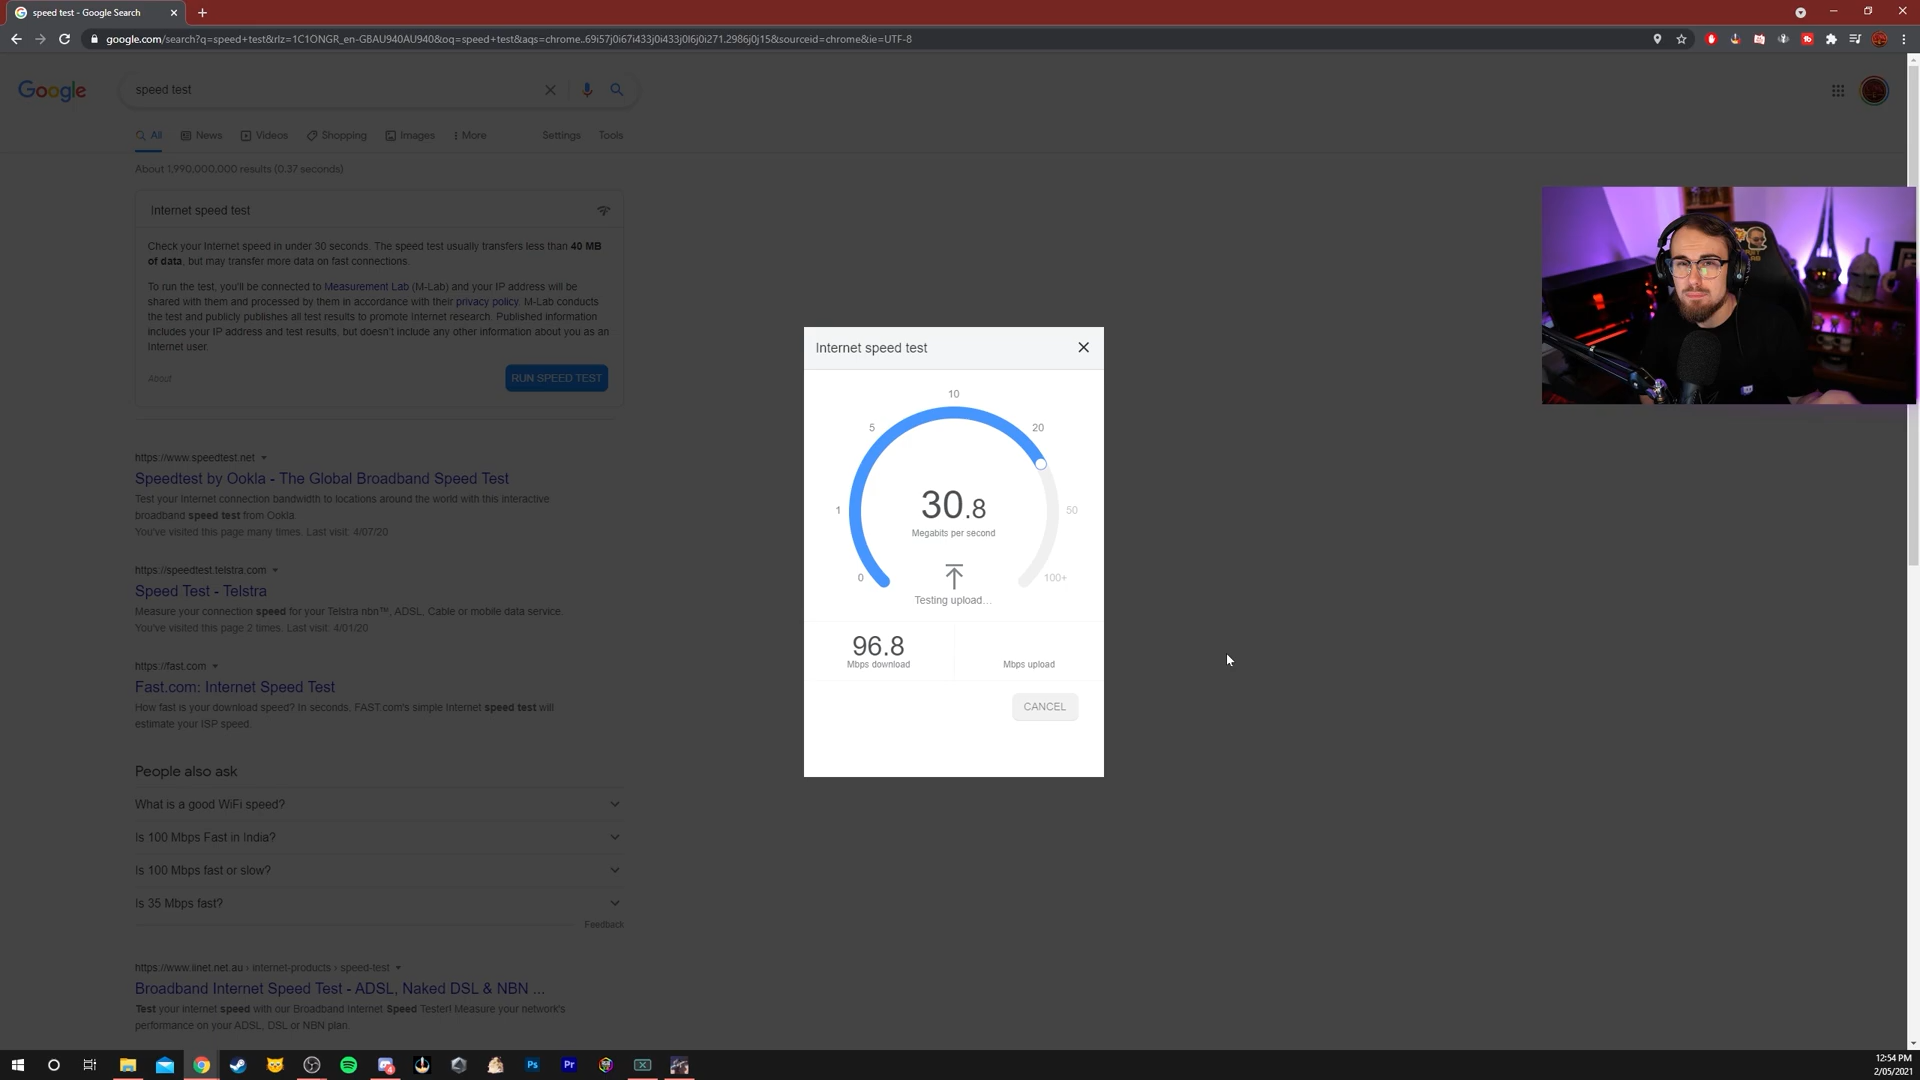 speed test - Google Search
google.com/search?q=speed+test&rlz=1C1ONGR_en-GBAU940AU940&oq=speed+test&aqs=chrome..69i57j0i67i433j0i433j0l6j0i271.2986j0j15&sourceid=chrome&ie=UTF-8
Google
speed test
All News Videos Shopping Images More Settings Tools
About 1,990,000,000 results (0.37 seconds)
Internet speed test
Check your Internet speed in under 30 seconds. The speed test usually transfers less than 40 MB
of data, but may transfer more data on fast connections.
To run the test, you'll be connected to Measurement Lab (M-Lab) and your IP address will be
shared with them and processed by them in accordance with their privacy policy. M-Lab conducts
the test and publicly publishes all test results to promote Internet research. Published information
includes your IP address and test results, but doesn't include any other information about you as an
Internet user.
About
RUN SPEED TEST
https://www.speedtest.net
Speedtest by Ookla - The Global Broadband Speed Test
Test your Internet connection bandwidth to locations around the world with this interactive
broadband speed test from Ookla
You've visited this page many times. Last visit: 4/07/20
https://speedtest.telstra.com
Speed Test - Telstra
Measure your connection speed for your Telstra nbn™, ADSL, Cable or mobile data service.
You've visited this page 2 times. Last visit: 4/01/20
https://fast.com
Fast.com: Internet Speed Test
How fast is your download speed? In seconds, FAST.com's simple Internet speed test will
estimate your ISP speed.
People also ask
What is a good WiFi speed?
Is 100 Mbps Fast in India?
Is 100 Mbps fast or slow?
Is 35 Mbps fast?
Feedback
https://www.iinet.net.au › internet-products › speed-test
Broadband Internet Speed Test - ADSL, Naked DSL & NBN ...
Test your internet speed with our Broadband Internet Speed Tester! Measure your network's
performance on your ADSL, DSL or NBN plan.
Internet speed test
10
5
20
1
50
0
100+
30.8
Megabits per second
Testing upload...
96.8
Mbps download
Mbps upload
CANCEL
Ps
Pr
12:54 PM
2/05/2021